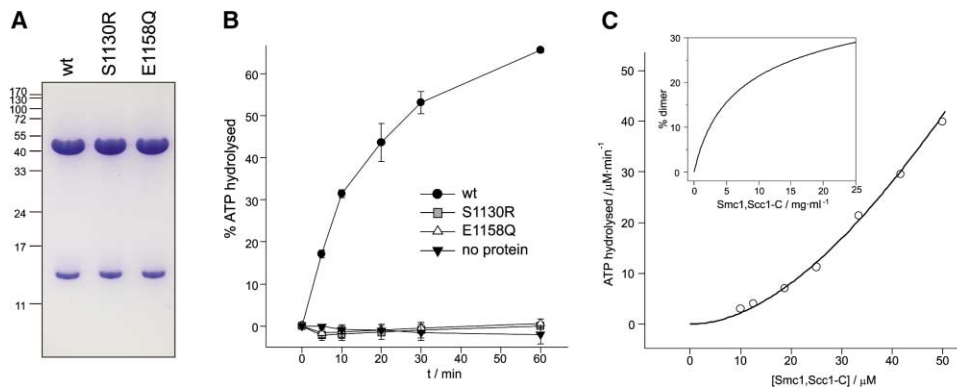 A
wt
S1130R
E1158Q
170
130
100
72
55
40
33
24
17
11
B
% ATP hydrolysed
60
50
40
30
20
10
0
wt
S1130R
E1158Q
no protein
0 10 20 30 60
t / min
C
ATP hydrolysed / μM·min⁻¹
50
40
30
20
10
0
% dimer
30
20
10
0
0 5 10 15 20 25
Smc1,Scc1-C / mg·ml⁻¹
0 10 20 30 40 50
[Smc1,Scc1-C] / μM